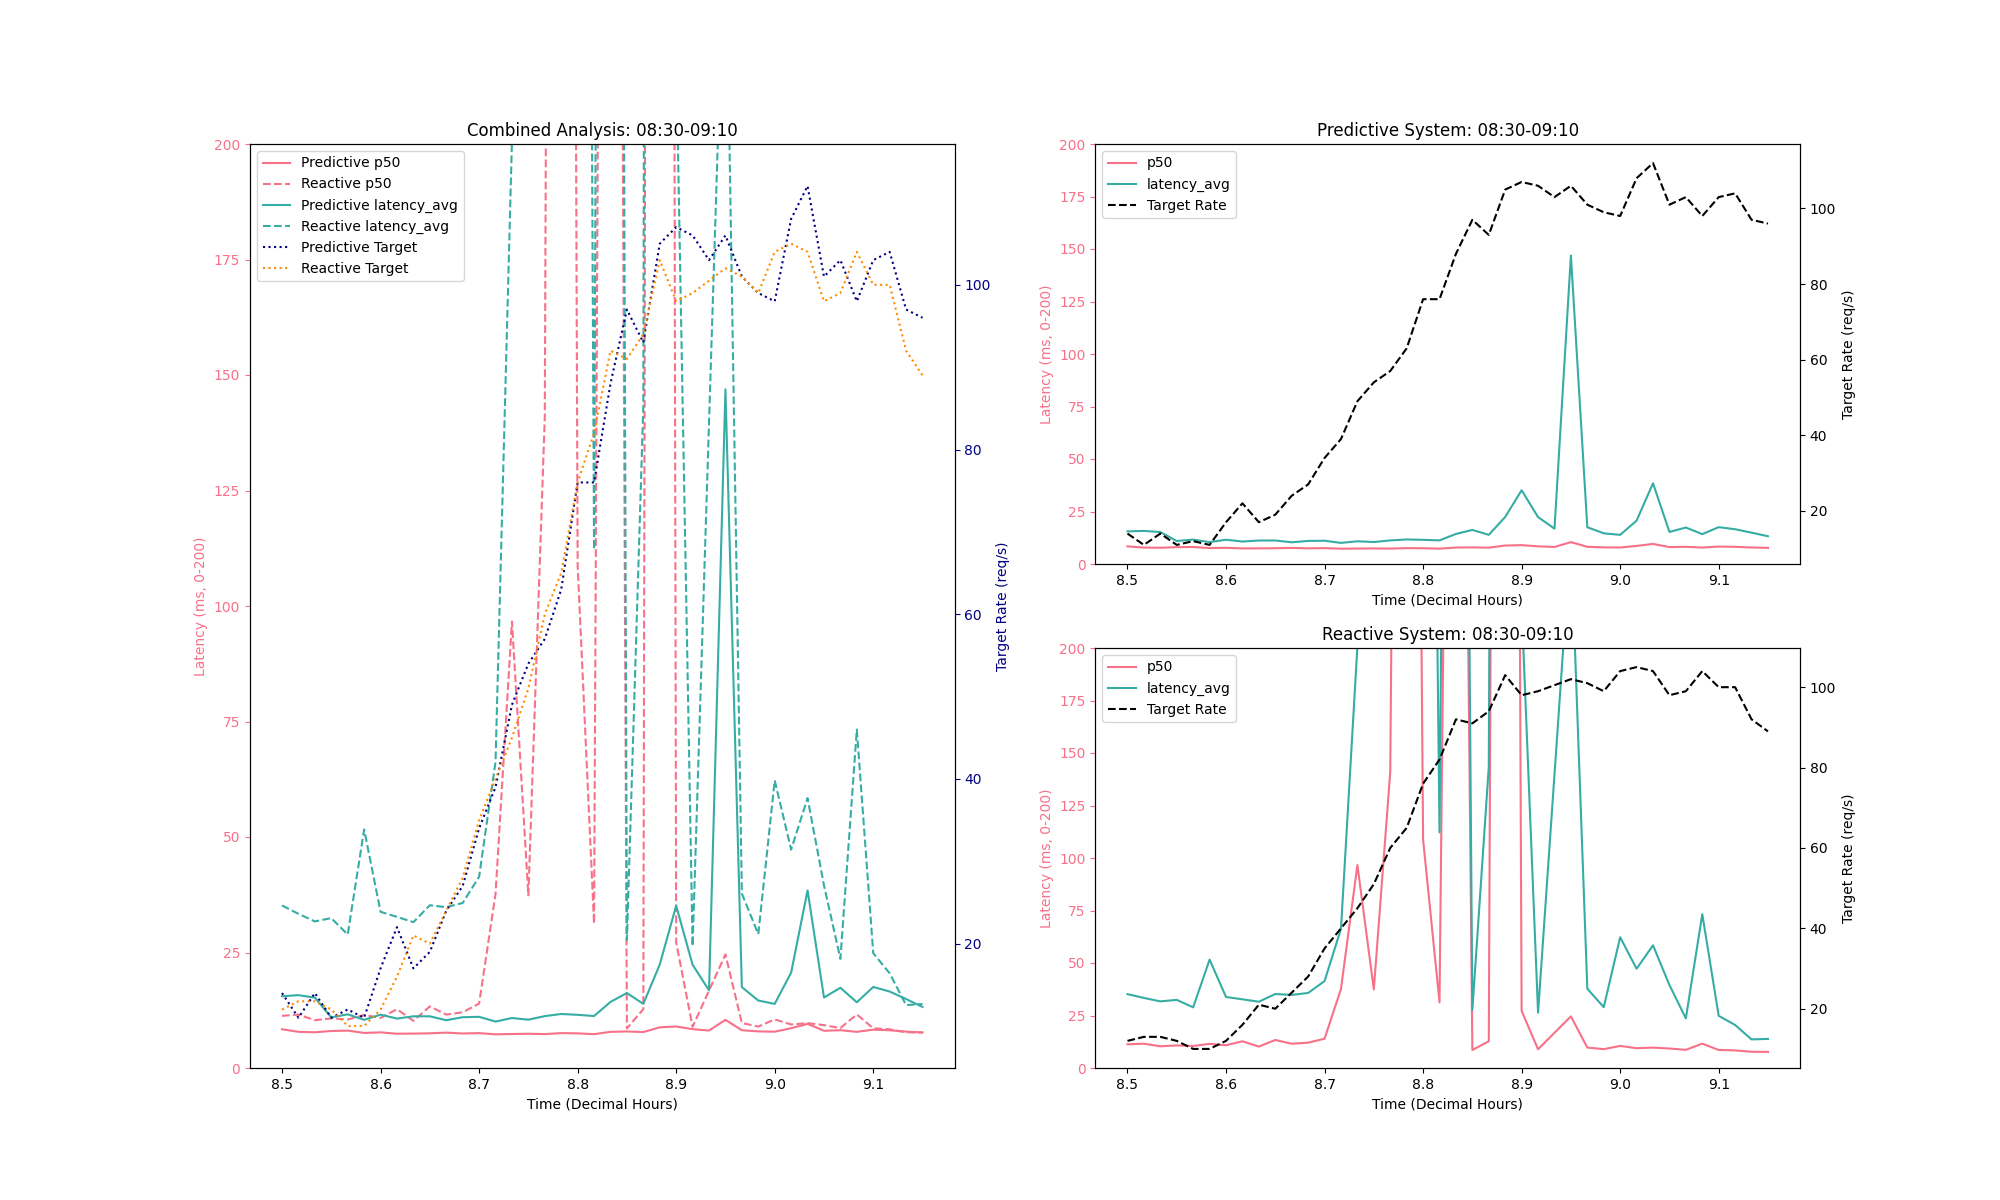 Combined Analysis: 08:30-09:10
Predictive p50
Reactive p50
Predictive latency_avg
Reactive latency_avg
Predictive Target
Reactive Target
Latency (ms, 0-200)
200
175
150
125
100
75
50
25
0
8.5 8.6 8.7 8.8 8.9 9.0 9.1
Time (Decimal Hours)
100
80
60
40
20
Target Rate (req/s)
Predictive System: 08:30-09:10
p50
latency_avg
Target Rate
Latency (ms, 0-200)
200
175
150
125
100
75
50
25
0
8.5 8.6 8.7 8.8 8.9 9.0 9.1
Time (Decimal Hours)
100
80
60
40
20
Target Rate (req/s)
Reactive System: 08:30-09:10
p50
latency_avg
Target Rate
Latency (ms, 0-200)
200
175
150
125
100
75
50
25
0
8.5 8.6 8.7 8.8 8.9 9.0 9.1
Time (Decimal Hours)
100
80
60
40
20
Target Rate (req/s)